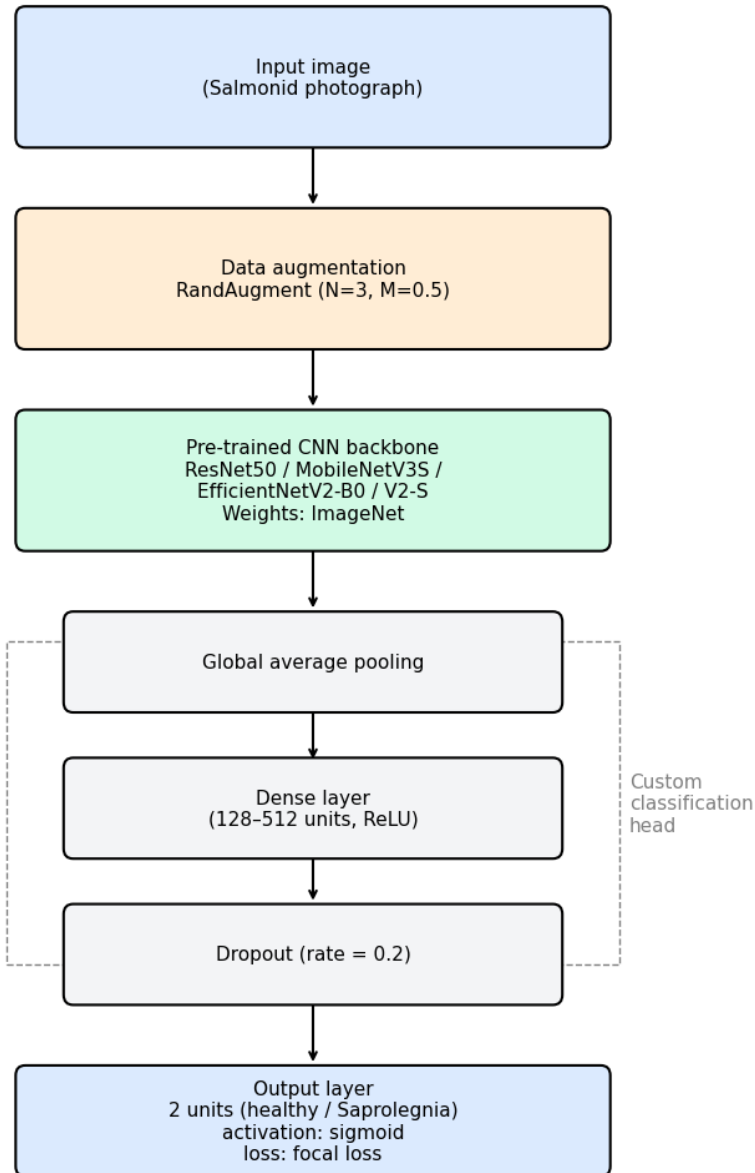 Input image
(Salmonid photograph)
Data augmentation
RandAugment (N=3, M=0.5)
Pre-trained CNN backbone
ResNet50 / MobileNetV3S /
EfficientNetV2-B0 / V2-S
Weights: ImageNet
Global average pooling
Dense layer
(128–512 units, ReLU)
Custom
classification
head
Dropout (rate = 0.2)
Output layer
2 units (healthy / Saprolegnia)
activation: sigmoid
loss: focal loss